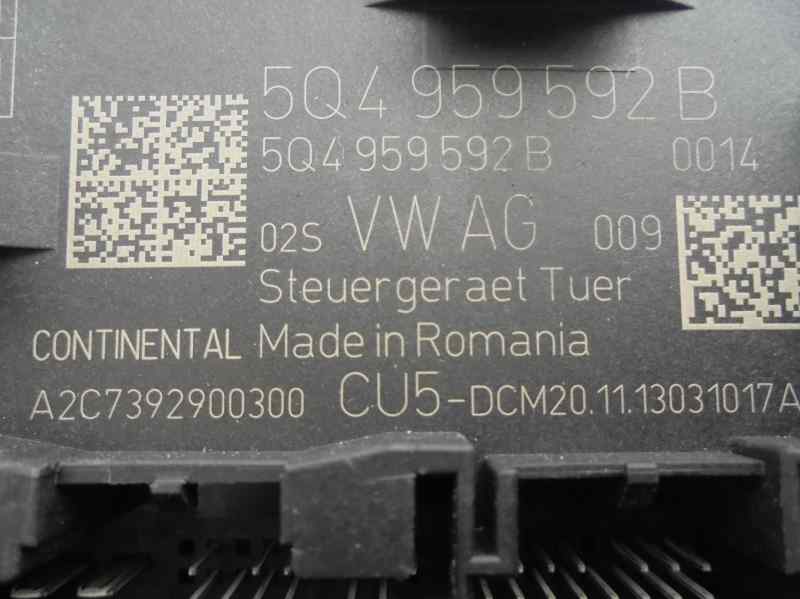 5Q4 959 592 B
5Q4 959 592 B 0014
02S VW AG 009
Steuergeraet Tuer
CONTINENTAL Made in Romania
A2C7392900300 CU5-DCM20.11.13031017A